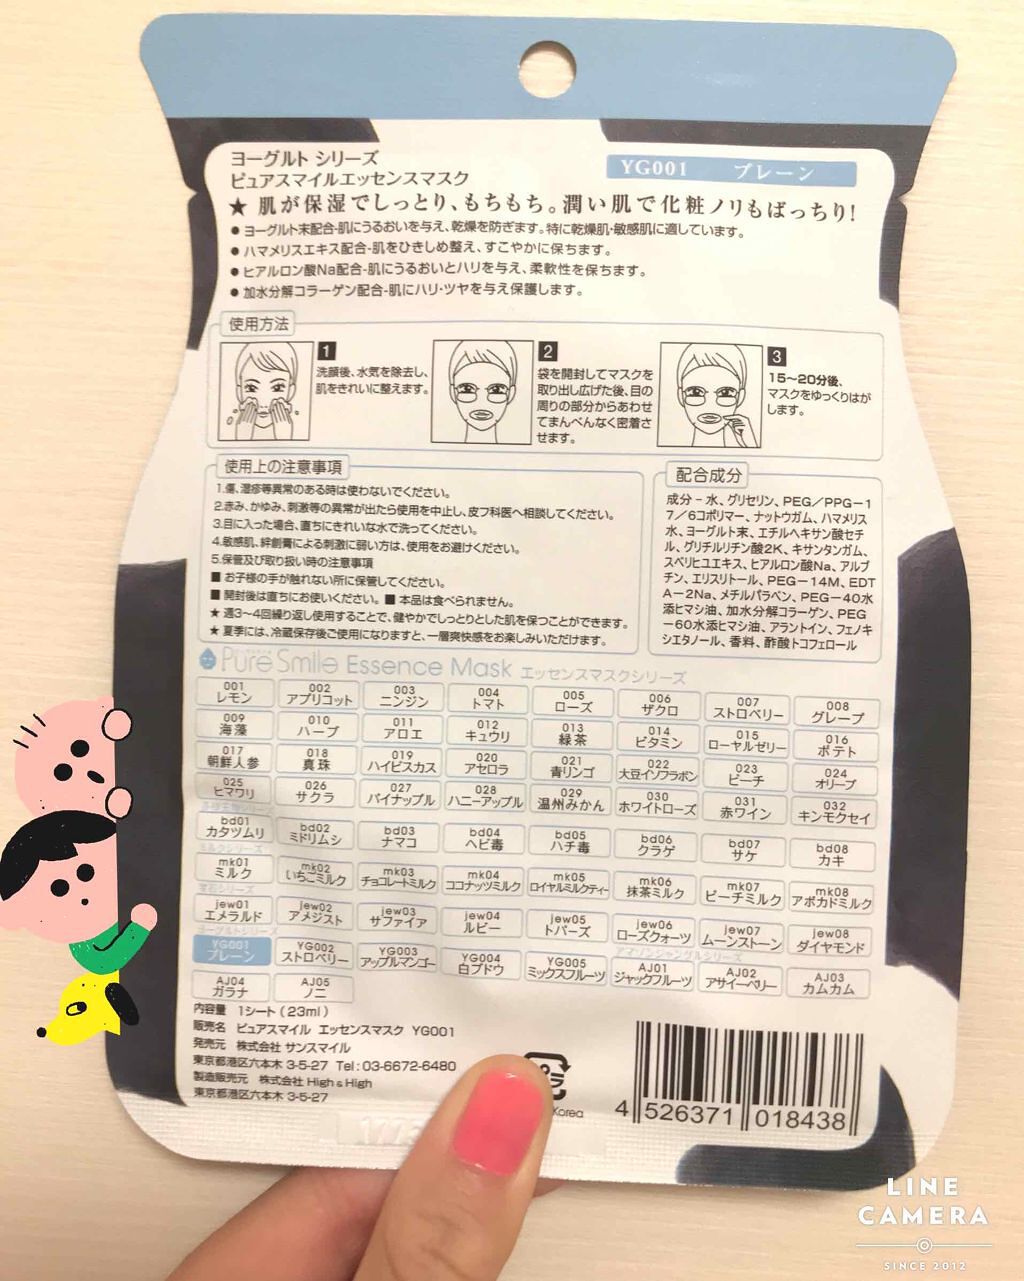 ヨーグルト シリーズ
ピュアスマイルエッセンスマスク
YG001 プレーン
★ 肌が保湿でしっとり、もちもち。潤い肌で化粧ノリもばっちり!
● ヨーグルト末配合-肌にうるおいを与え、乾燥を防ぎます。特に乾燥肌・敏感肌に適しています。
● ハマメリスエキス配合-肌をひきしめ整え、すこやかに保ちます。
● ヒアルロン酸Na配合-肌にうるおいとハリを与え、柔軟性を保ちます。
● 加水分解コラーゲン配合-肌にハリ・ツヤを与え保護します。
使用方法
1
洗顔後、水気を除去し、
肌をきれいに整えます。
2
袋を開封してマスクを
取り出し広げた後、目の
周りの部分からあわせ
てまんべんなく密着さ
せます。
3
15〜20分後、
マスクをゆっくりはが
します。
使用上の注意事項
1.傷、湿疹等異常のある時は使わないでください。
2.赤み、かゆみ、刺激等の異常が出たら使用を中止し、皮フ科医へ相談してください。
3.目に入った場合、直ちにきれいな水で洗ってください。
4.敏感肌、絆創膏による刺激に弱い方は、使用をお避けください。
5.保管及び取り扱い時の注意事項
■ お子様の手が触れない所に保管してください。
■ 開封後は直ちにお使いください。■ 本品は食べられません。
★ 週3〜4回繰り返し使用することで、健やかでしっとりとした肌を保つことができます。
★ 夏季には、冷蔵保存後ご使用になりますと、一層爽快感をお楽しみいただけます。
配合成分
成分 - 水、グリセリン、PEG／PPG－1
7／6コポリマー、ナットウガム、ハマメリス
水、ヨーグルト末、エチルヘキサン酸セチ
ル、グリチルリチン酸2K、キサンタンガム、
スベリヒユエキス、ヒアルロン酸Na、アルブ
チン、エリスリトール、PEG－14M、EDT
A－2Na、メチルパラベン、PEG－40水
添ヒマシ油、加水分解コラーゲン、PEG
－60水添ヒマシ油、アラントイン、フェノキ
シエタノール、香料、酢酸トコフェロール
Pure Smile Essence Mask エッセンスマスクシリーズ
001 レモン
002 アプリコット
003 ニンジン
004 トマト
005 ローズ
006 ザクロ
007 ストロベリー
008 グレープ
009 海藻
010 ハーブ
011 アロエ
012 キュウリ
013 緑茶
014 ビタミン
015 ローヤルゼリー
016 ポテト
017 朝鮮人参
018 真珠
019 ハイビスカス
020 アセロラ
021 青リンゴ
022 大豆イソフラボン
023 ピーチ
024 オリーブ
025 ヒマワリ
026 サクラ
027 パイナップル
028 ハニーアップル
029 温州みかん
030 ホワイトローズ
031 赤ワイン
032 キンモクセイ
bd01 カタツムリ
bd02 ミドリムシ
bd03 ナマコ
bd04 ヘビ毒
bd05 ハチ毒
bd06 クラゲ
bd07 サケ
bd08 カキ
ミルクシリーズ
mk01 ミルク
mk02 いちごミルク
mk03 チョコレートミルク
mk04 ココナッツミルク
mk05 ロイヤルミルクティー
mk06 抹茶ミルク
mk07 ピーチミルク
mk08 アボカドミルク
宝石シリーズ
jew01 エメラルド
jew02 アメジスト
jew03 サファイア
jew04 ルビー
jew05 トパーズ
jew06 ローズクォーツ
jew07 ムーンストーン
jew08 ダイヤモンド
ヨーグルトシリーズ
アマゾンジャングルシリーズ
YG001 プレーン
YG002 ストロベリー
YG003 アップルマンゴー
YG004 白ブドウ
YG005 ミックスフルーツ
AJ01 ジャックフルーツ
AJ02 アサイーベリー
AJ03 カムカム
AJ04 ガラナ
AJ05 ノニ
内容量 1シート (23ml)
販売名 ピュアスマイル エッセンスマスク YG001
発売元 株式会社 サンスマイル
東京都港区六本木 3-5-27 Tel:03-6672-6480
製造販売元 株式会社 High & High
東京都港区六本木 3-5-27
プラ
Korea
4 526371 018438
LINE
CAMERA
SINCE 2012